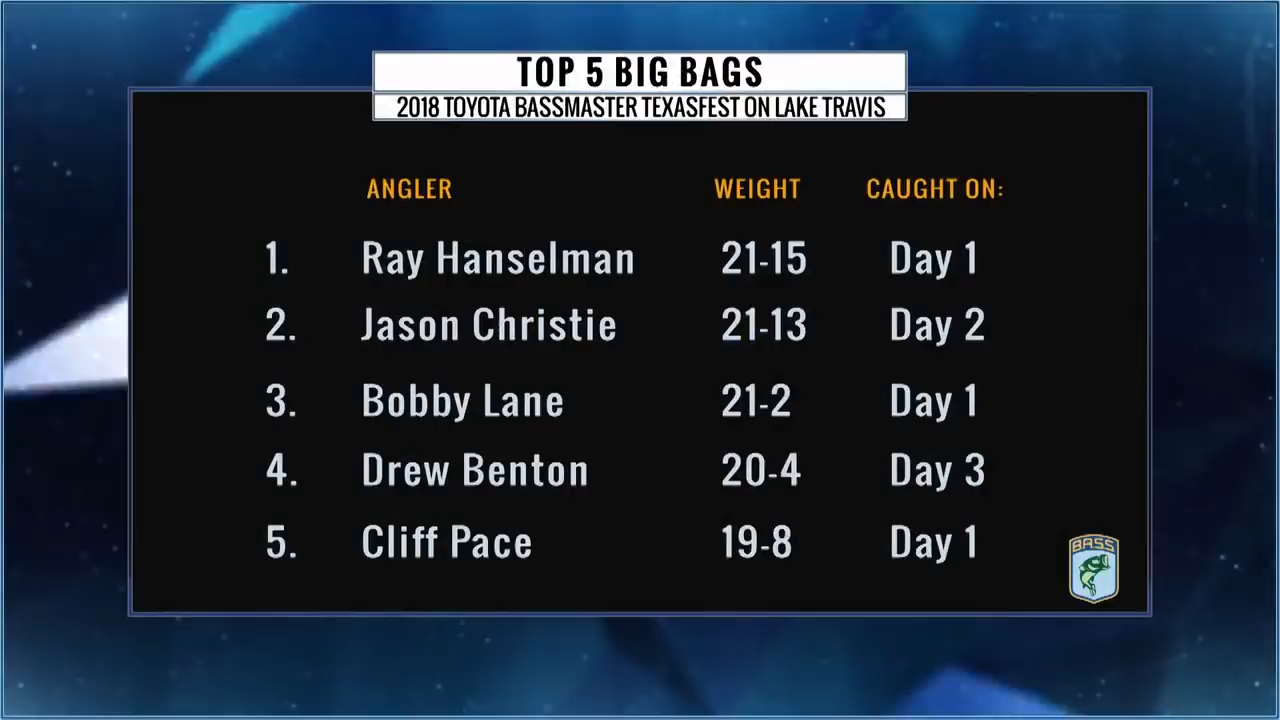 TOP 5 BIG BAGS
2018 TOYOTA BASSMASTER TEXASFEST ON LAKE TRAVIS
ANGLER WEIGHT CAUGHT ON:
1. Ray Hanselman 21-15 Day 1
2. Jason Christie 21-13 Day 2
3. Bobby Lane 21-2 Day 1
4. Drew Benton 20-4 Day 3
5. Cliff Pace 19-8 Day 1
BASS